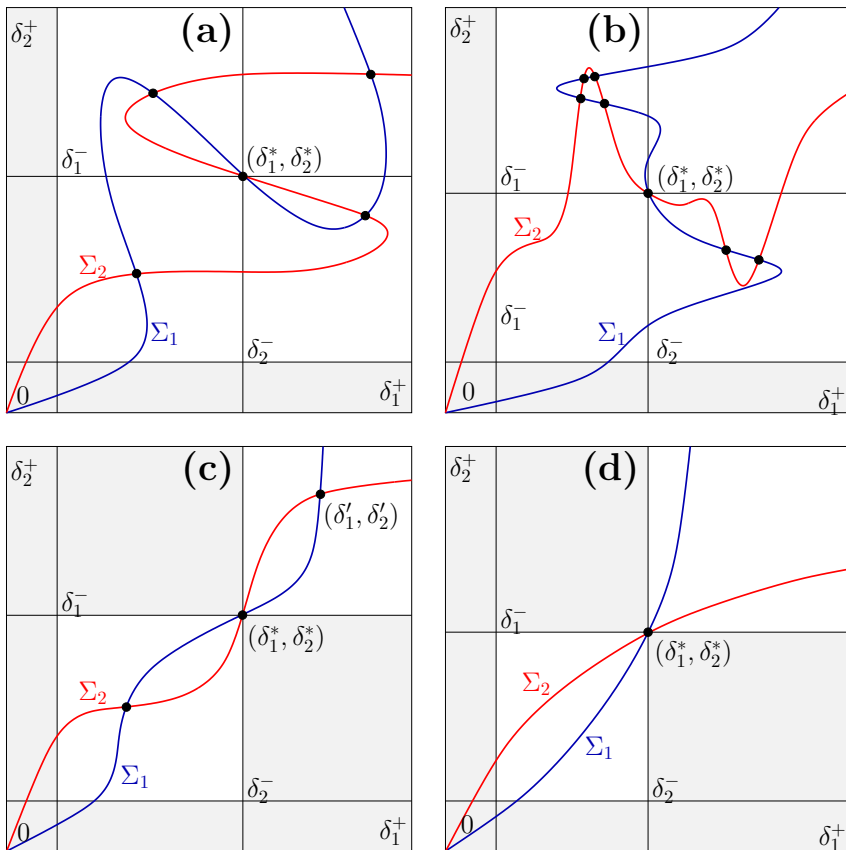 (a)
δ₂⁺
δ₁⁻
(δ₁*, δ₂*)
Σ₂
Σ₁
δ₂⁻
0
δ₁⁺
(b)
δ₂⁺
δ₁⁻
(δ₁*, δ₂*)
Σ₂
δ₁⁻
Σ₁
δ₂⁻
0
δ₁⁺
(c)
δ₂⁺
(δ₁′, δ₂′)
δ₁⁻
(δ₁*, δ₂*)
Σ₂
Σ₁
δ₂⁻
0
δ₁⁺
(d)
δ₂⁺
δ₁⁻
(δ₁*, δ₂*)
Σ₂
Σ₁
δ₂⁻
0
δ₁⁺